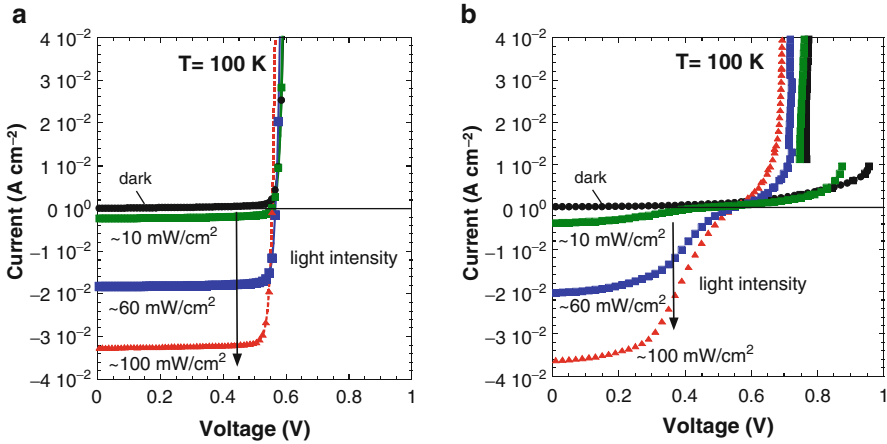 a
T= 100 K
Current (A cm⁻²)
4 10⁻²
3 10⁻²
2 10⁻²
1 10⁻²
0 10⁰
−1 10⁻²
−2 10⁻²
−3 10⁻²
−4 10⁻²
dark
~10 mW/cm²
light intensity
~60 mW/cm²
~100 mW/cm²
0 0.2 0.4 0.6 0.8 1
Voltage (V)
b
T= 100 K
Current (A cm⁻²)
4 10⁻²
3 10⁻²
2 10⁻²
1 10⁻²
0 10⁰
−1 10⁻²
−2 10⁻²
−3 10⁻²
−4 10⁻²
dark
~10 mW/cm²
light intensity
~60 mW/cm²
~100 mW/cm²
0 0.2 0.4 0.6 0.8 1
Voltage (V)